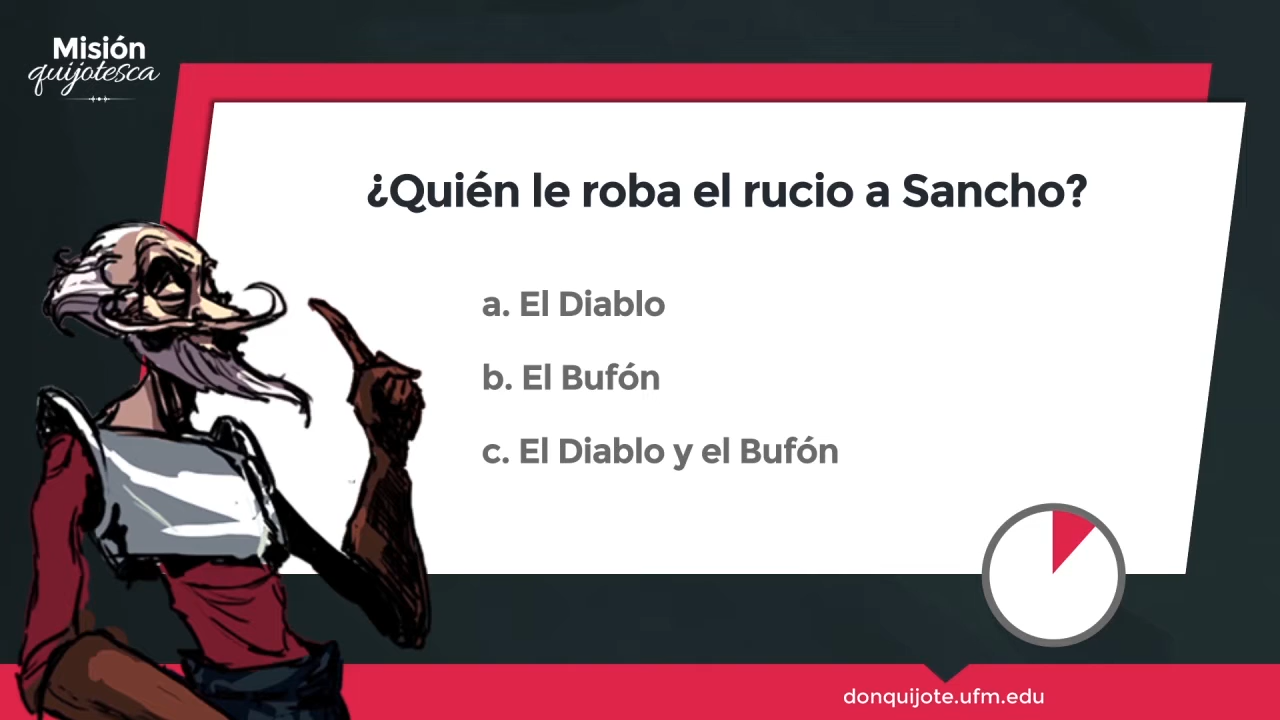 Misión
quijotesca
¿Quién le roba el rucio a Sancho?
a. El Diablo
b. El Bufón
c. El Diablo y el Bufón
donquijote.ufm.edu